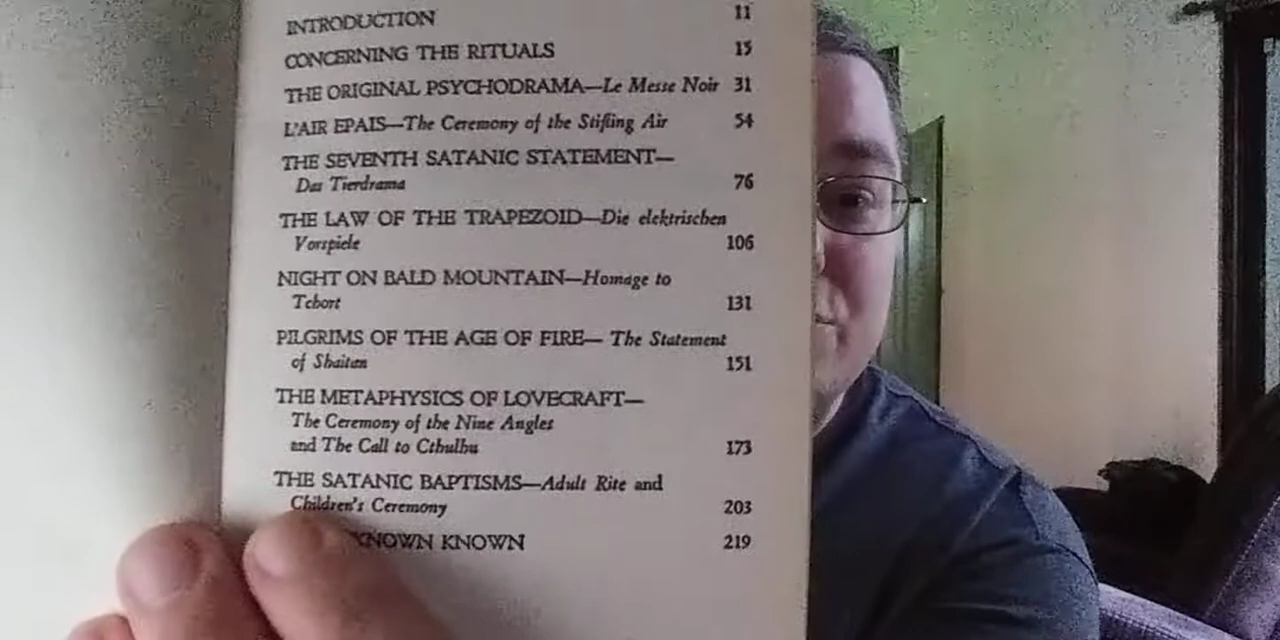 INTRODUCTION 11
CONCERNING THE RITUALS 15
THE ORIGINAL PSYCHODRAMA—Le Messe Noir 31
L'AIR EPAIS—The Ceremony of the Stifling Air 54
THE SEVENTH SATANIC STATEMENT—
Das Tierdrama 76
THE LAW OF THE TRAPEZOID—Die elektrischen
Vorspiele 106
NIGHT ON BALD MOUNTAIN—Homage to
Tchort 131
PILGRIMS OF THE AGE OF FIRE— The Statement
of Shaitan 151
THE METAPHYSICS OF LOVECRAFT—
The Ceremony of the Nine Angles
and The Call to Cthulhu 173
THE SATANIC BAPTISMS—Adult Rite and
Children's Ceremony 203
KNOWN KNOWN 219